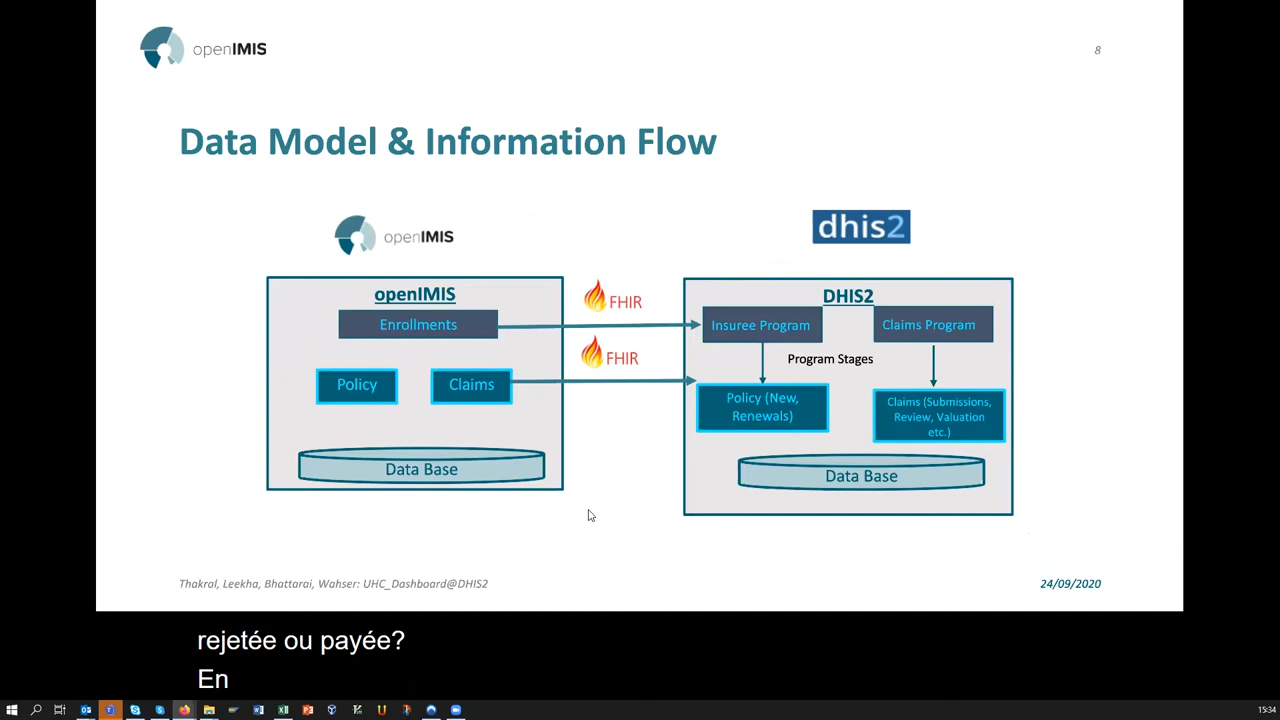 openIMIS
8
Data Model & Information Flow
openIMIS
dhis2
openIMIS
Enrollments
Policy
Claims
Data Base
FHIR
FHIR
DHIS2
Insuree Program
Claims Program
Program Stages
Policy (New,
Renewals)
Claims (Submissions,
Review, Valuation
etc.)
Data Base
Thakral, Leekha, Bhattarai, Wahser: UHC_Dashboard@DHIS2
24/09/2020
rejetée ou payée?
En
15:34